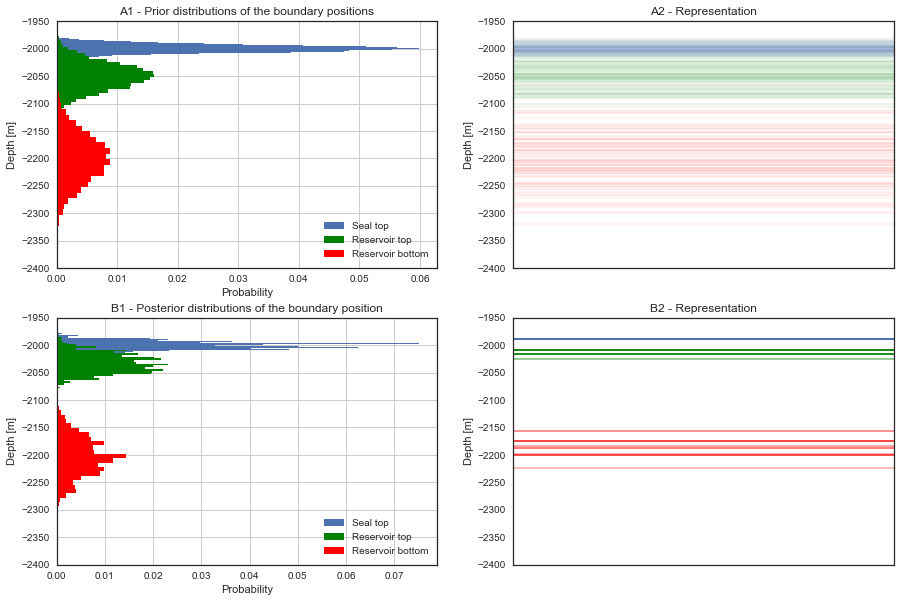 A1 - Prior distributions of the boundary positions
−1950
−2000
−2050
−2100
−2150
−2200
−2250
−2300
−2350
−2400
Depth [m]
Seal top
Reservoir top
Reservoir bottom
0.00 0.01 0.02 0.03 0.04 0.05 0.06
Probability
A2 - Representation
−1950
−2000
−2050
−2100
−2150
−2200
−2250
−2300
−2350
−2400
Depth [m]
B1 - Posterior distributions of the boundary position
−1950
−2000
−2050
−2100
−2150
−2200
−2250
−2300
−2350
−2400
Depth [m]
Seal top
Reservoir top
Reservoir bottom
0.00 0.01 0.02 0.03 0.04 0.05 0.06 0.07
Probability
B2 - Representation
−1950
−2000
−2050
−2100
−2150
−2200
−2250
−2300
−2350
−2400
Depth [m]